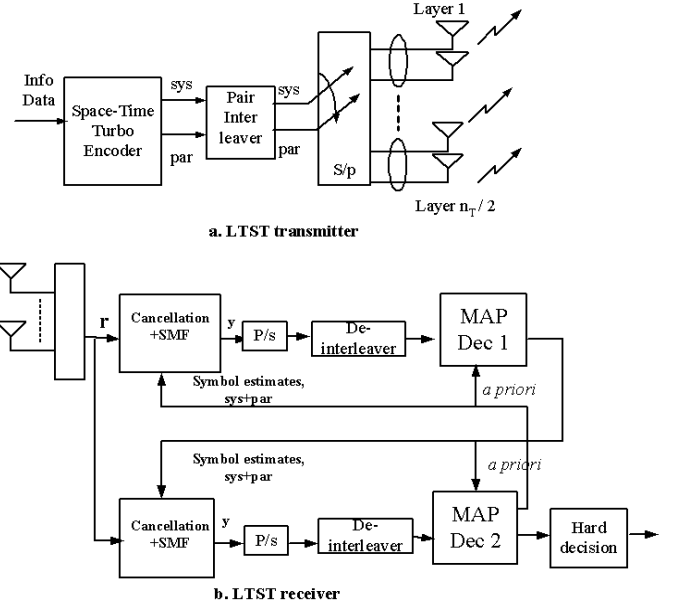 Layer 1
Info
Data
sys
Space-Time
Turbo
Encoder
par
Pair
Inter
leaver
sys
par
S/p
Layer n_T / 2
a. LTST transmitter
r
Cancellation
+SMF
y
P/s
De-
interleaver
MAP
Dec 1
Symbol estimates,
sys+par
a priori
Symbol estimates,
sys+par
a priori
Cancellation
+SMF
y
P/s
De-
interleaver
MAP
Dec 2
Hard
decision
b. LTST receiver